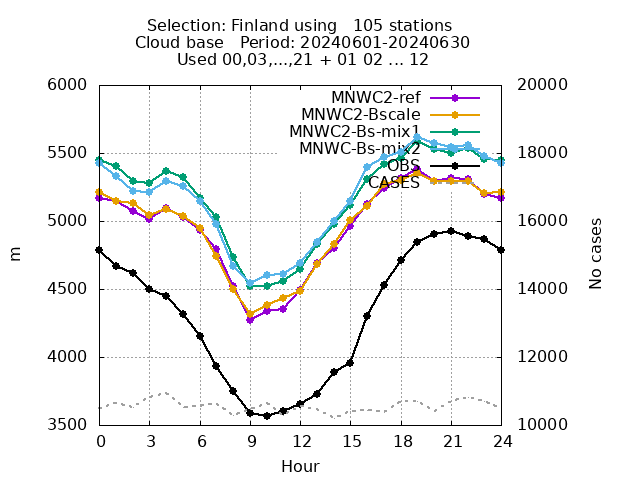 Selection: Finland using   105 stations
Cloud base   Period: 20240601-20240630
Used 00,03,...,21 + 01 02 ... 12
6000
5500
5000
4500
4000
3500
m
20000
18000
16000
14000
12000
10000
No cases
MNWC2-ref
MNWC2-Bscale
MNWC2-Bs-mix1
MNWC-Bs-mix2
OBS
CASES
0 3 6 9 12 15 18 21 24
Hour